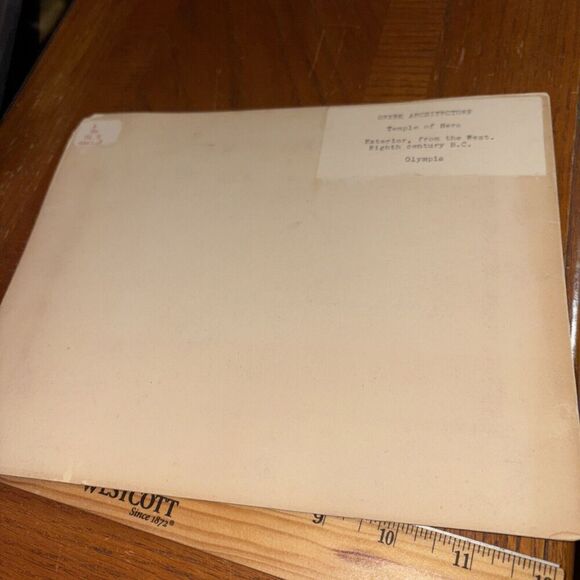 GREEK ARCHITECTURE
Temple of Hera
Exterior, from the West.
Eighth century B.C.
Olympia
WESTCOTT
Since 1872®
9
10
11